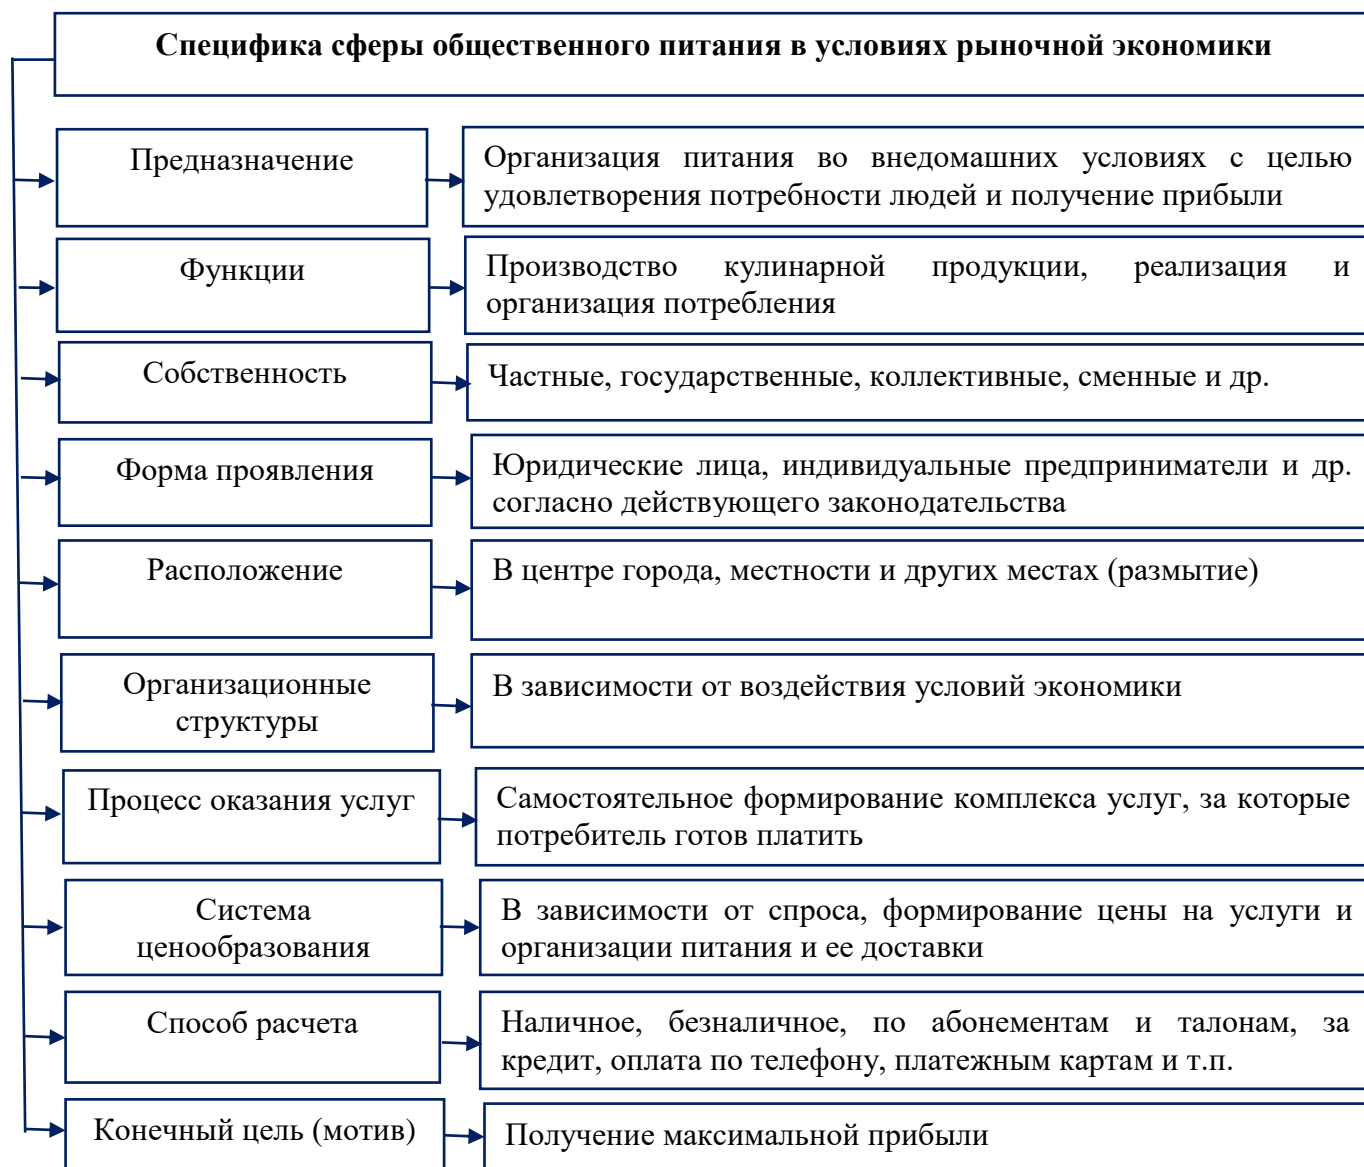 Специфика сферы общественного питания в условиях рыночной экономики
Предназначение
Организация питания во внедомашних условиях с целью
удовлетворения потребности людей и получение прибыли
Функции
Производство кулинарной продукции, реализация и
организация потребления
Собственность
Частные, государственные, коллективные, сменные и др.
Форма проявления
Юридические лица, индивидуальные предприниматели и др.
согласно действующего законодательства
Расположение
В центре города, местности и других местах (размытие)
Организационные
структуры
В зависимости от воздействия условий экономики
Процесс оказания услуг
Самостоятельное формирование комплекса услуг, за которые
потребитель готов платить
Система
ценообразования
В зависимости от спроса, формирование цены на услуги и
организации питания и ее доставки
Способ расчета
Наличное, безналичное, по абонементам и талонам, за
кредит, оплата по телефону, платежным картам и т.п.
Конечный цель (мотив)
Получение максимальной прибыли